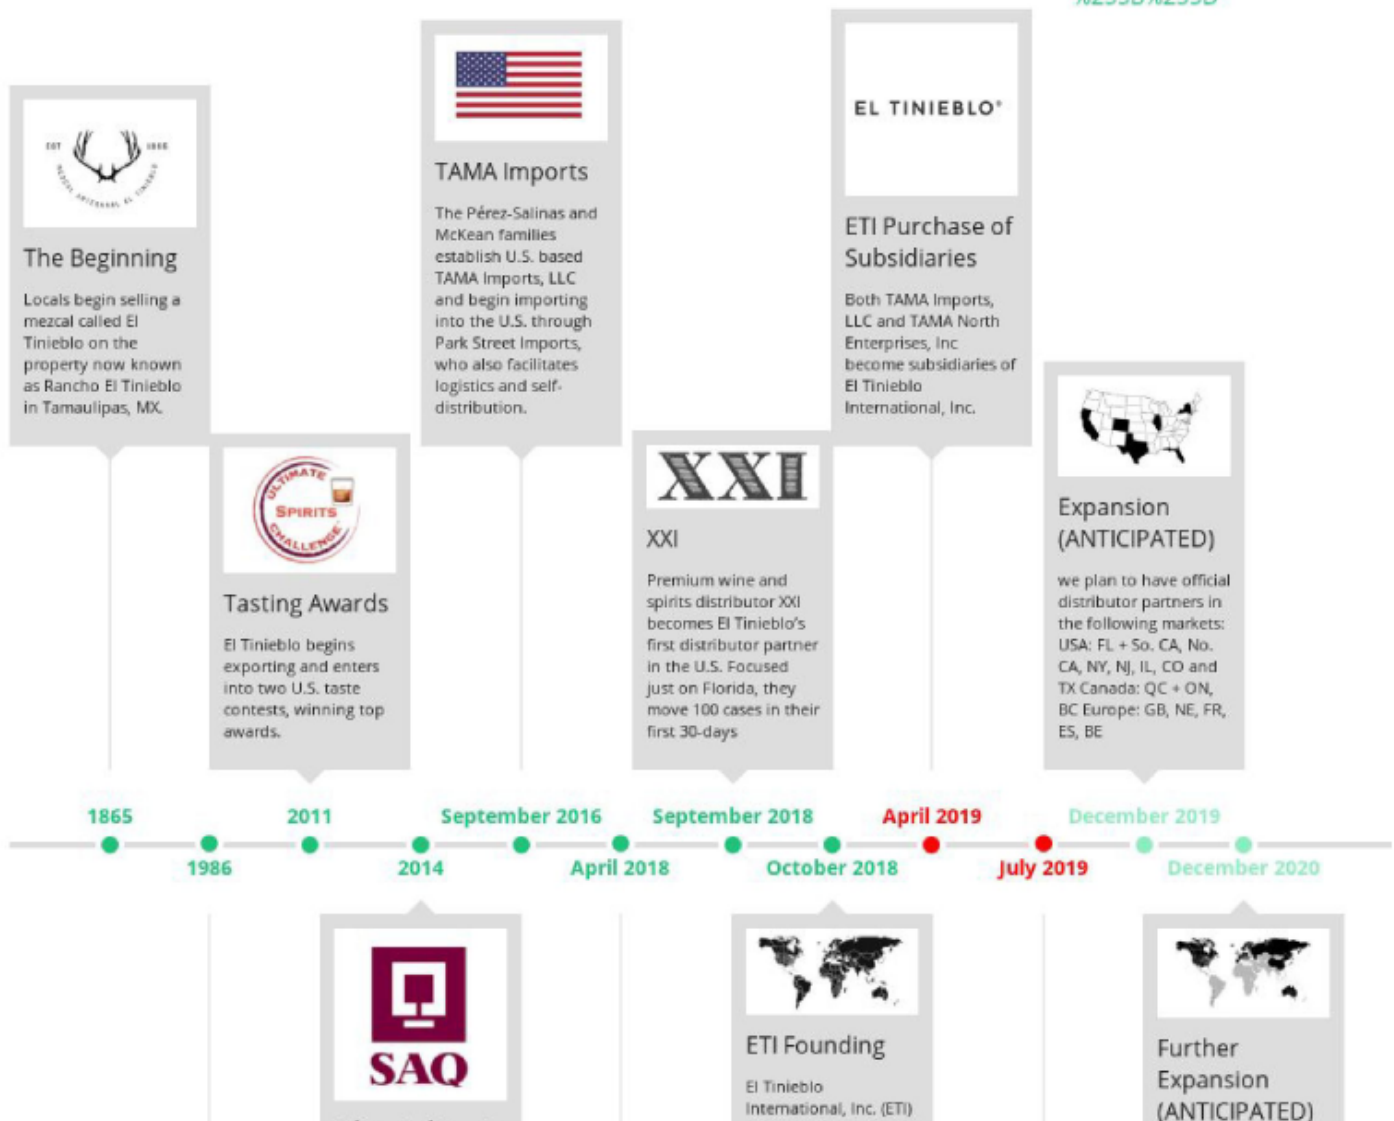 EST 1865
MEZCAL ARTESANAL EL TINIEBLO
The Beginning
Locals begin selling a
mezcal called El
Tinieblo on the
property now known
as Rancho El Tinieblo
in Tamaulipas, MX.
ULTIMATE
SPIRITS
CHALLENGE
Tasting Awards
El Tinieblo begins
exporting and enters
into two U.S. taste
contests, winning top
awards.
TAMA Imports
The Pérez-Salinas and
McKean families
establish U.S. based
TAMA Imports, LLC
and begin importing
into the U.S. through
Park Street Imports,
who also facilitates
logistics and self-
distribution.
XXI
XXI
Premium wine and
spirits distributor XXI
becomes El Tinieblo's
first distributor partner
in the U.S. Focused
just on Florida, they
move 100 cases in their
first 30-days
EL TINIEBLO®
ETI Purchase of
Subsidiaries
Both TAMA Imports,
LLC and TAMA North
Enterprises, Inc
become subsidiaries of
El Tinieblo
International, Inc.
Expansion
(ANTICIPATED)
we plan to have official
distributor partners in
the following markets:
USA: FL + So. CA, No.
CA, NY, NJ, IL, CO and
TX Canada: QC + ON,
BC Europe: GB, NE, FR,
ES, BE
1865
2011
September 2016
September 2018
April 2019
December 2019
1986
2014
April 2018
October 2018
July 2019
December 2020
SAQ
ETI Founding
El Tinieblo
International, Inc. (ETI)
Further
Expansion
(ANTICIPATED)